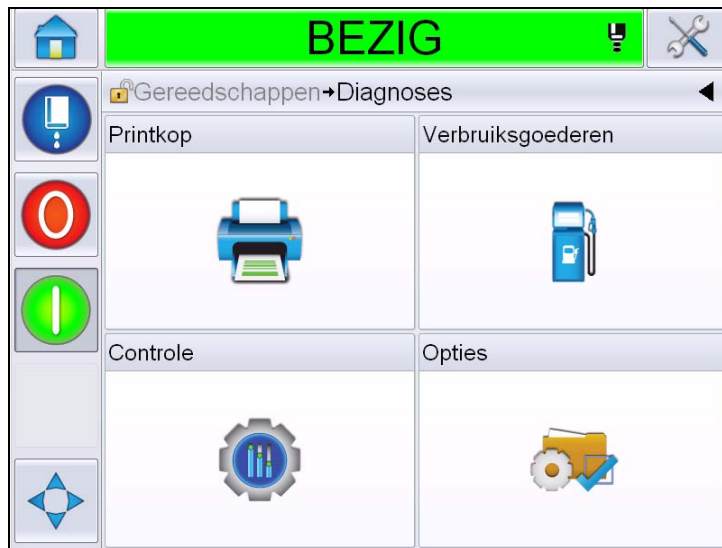 BEZIG
Gereedschappen→Diagnoses
Printkop
Verbruiksgoederen
Controle
Opties